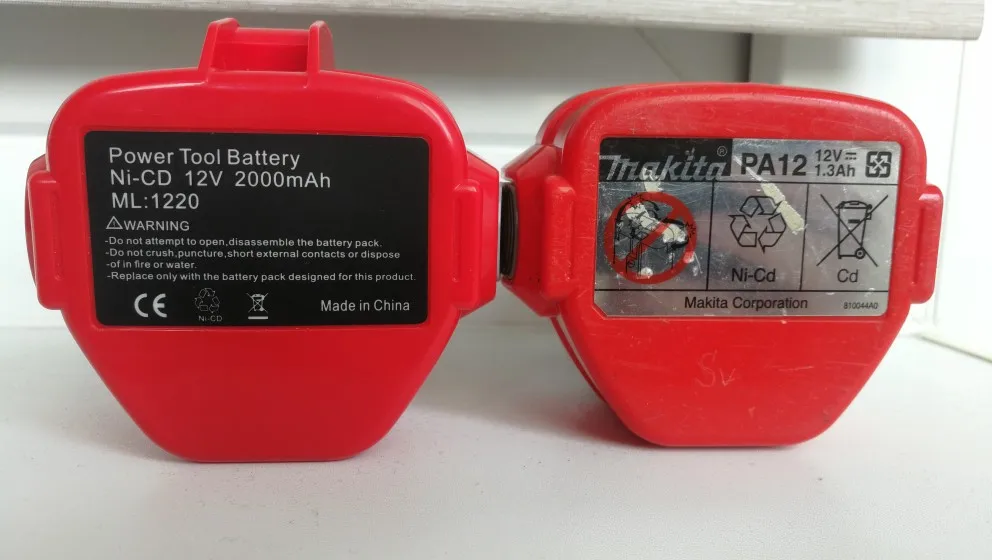 Power Tool Battery
Ni-CD 12V 2000mAh
ML:1220
⚠WARNING
-Do not attempt to open,disassemble the battery pack.
-Do not crush,puncture,short external contacts or dispose
-of in fire or water.
-Replace only with the battery pack designed for this product.
CE
Ni-CD
Made in China
makita® PA12 12V⎓
1.3Ah
Ni-Cd
Cd
Makita Corporation
810044A0
Sv